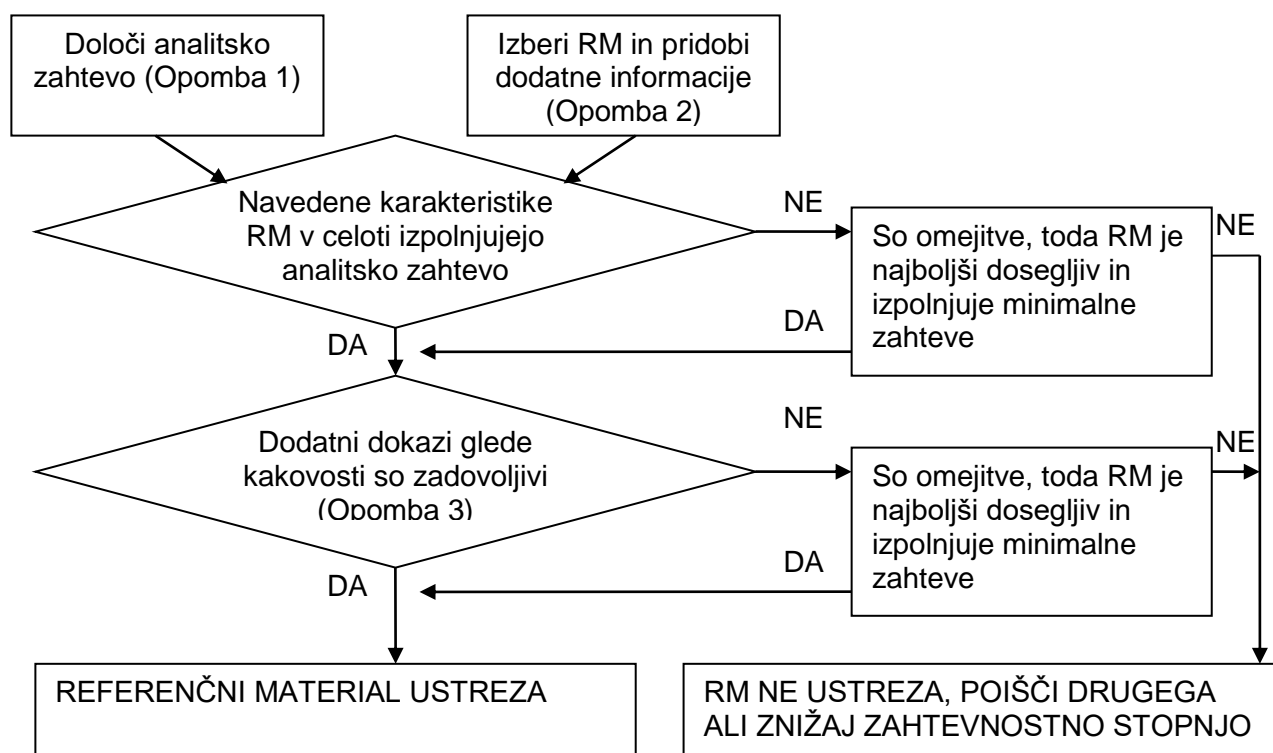 Določi analitsko
zahtevo (Opomba 1)
Izberi RM in pridobi
dodatne informacije
(Opomba 2)
Navedene karakteristike
RM v celoti izpolnjujejo
analitsko zahtevo
NE
So omejitve, toda RM je
najboljši dosegljiv in
izpolnjuje minimalne
zahteve
NE
DA
DA
Dodatni dokazi glede
kakovosti so zadovoljivi
(Opomba 3)
NE
So omejitve, toda RM je
najboljši dosegljiv in
izpolnjuje minimalne
zahteve
NE
DA
DA
REFERENČNI MATERIAL USTREZA
RM NE USTREZA, POIŠČI DRUGEGA
ALI ZNIŽAJ ZAHTEVNOSTNO STOPNJO